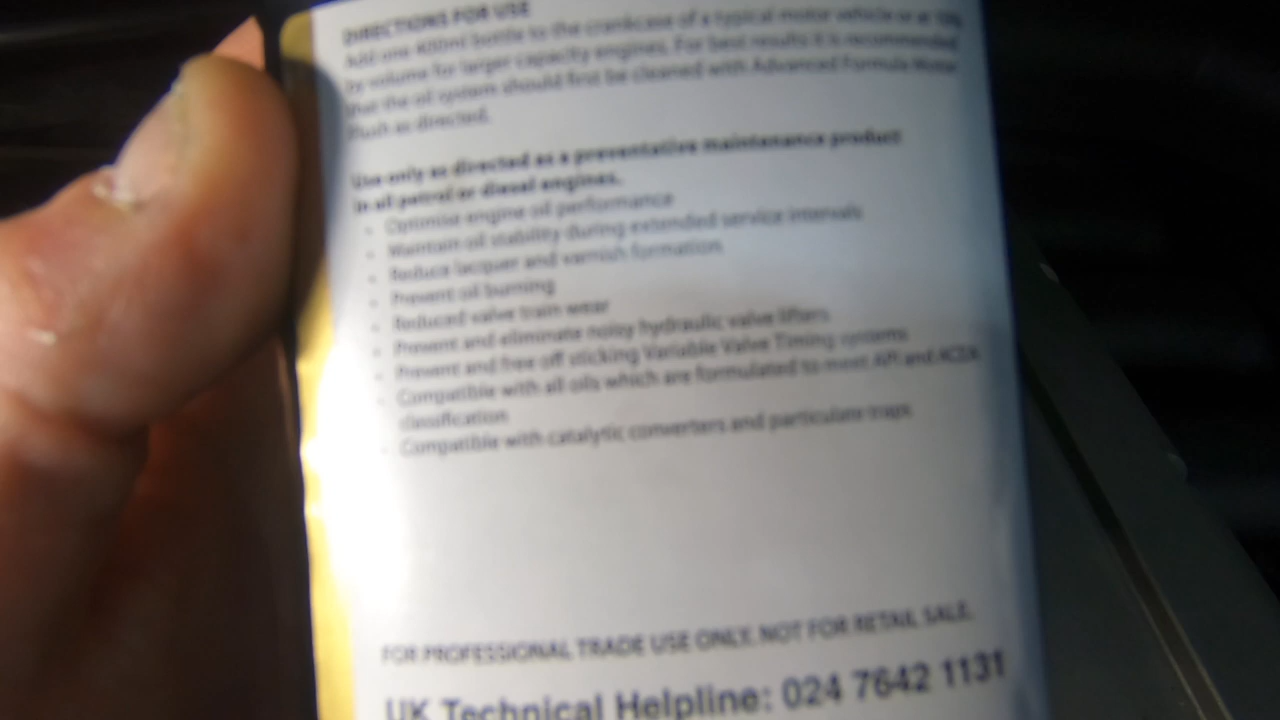 DIRECTIONS FOR USE
Add one 400ml bottle to the crankcase of a typical motor vehicle or at 10%
by volume for larger capacity engines. For best results it is recommended
that the oil system should first be cleaned with Advanced Formula Motor
Flush as directed.
Use only as directed as a preventative maintenance product
in all petrol or diesel engines.
• Optimise engine oil performance
• Maintain oil stability during extended service intervals
• Reduce lacquer and varnish formation
• Prevent oil burning
• Reduced valve train wear
• Prevent and eliminate noisy hydraulic valve lifters
• Prevent and free off sticking Variable Valve Timing systems
• Compatible with all oils which are formulated to meet API and ACEA
classification
• Compatible with catalytic converters and particulate traps
FOR PROFESSIONAL TRADE USE ONLY. NOT FOR RETAIL SALE.
UK Technical Helpline: 024 7642 1131